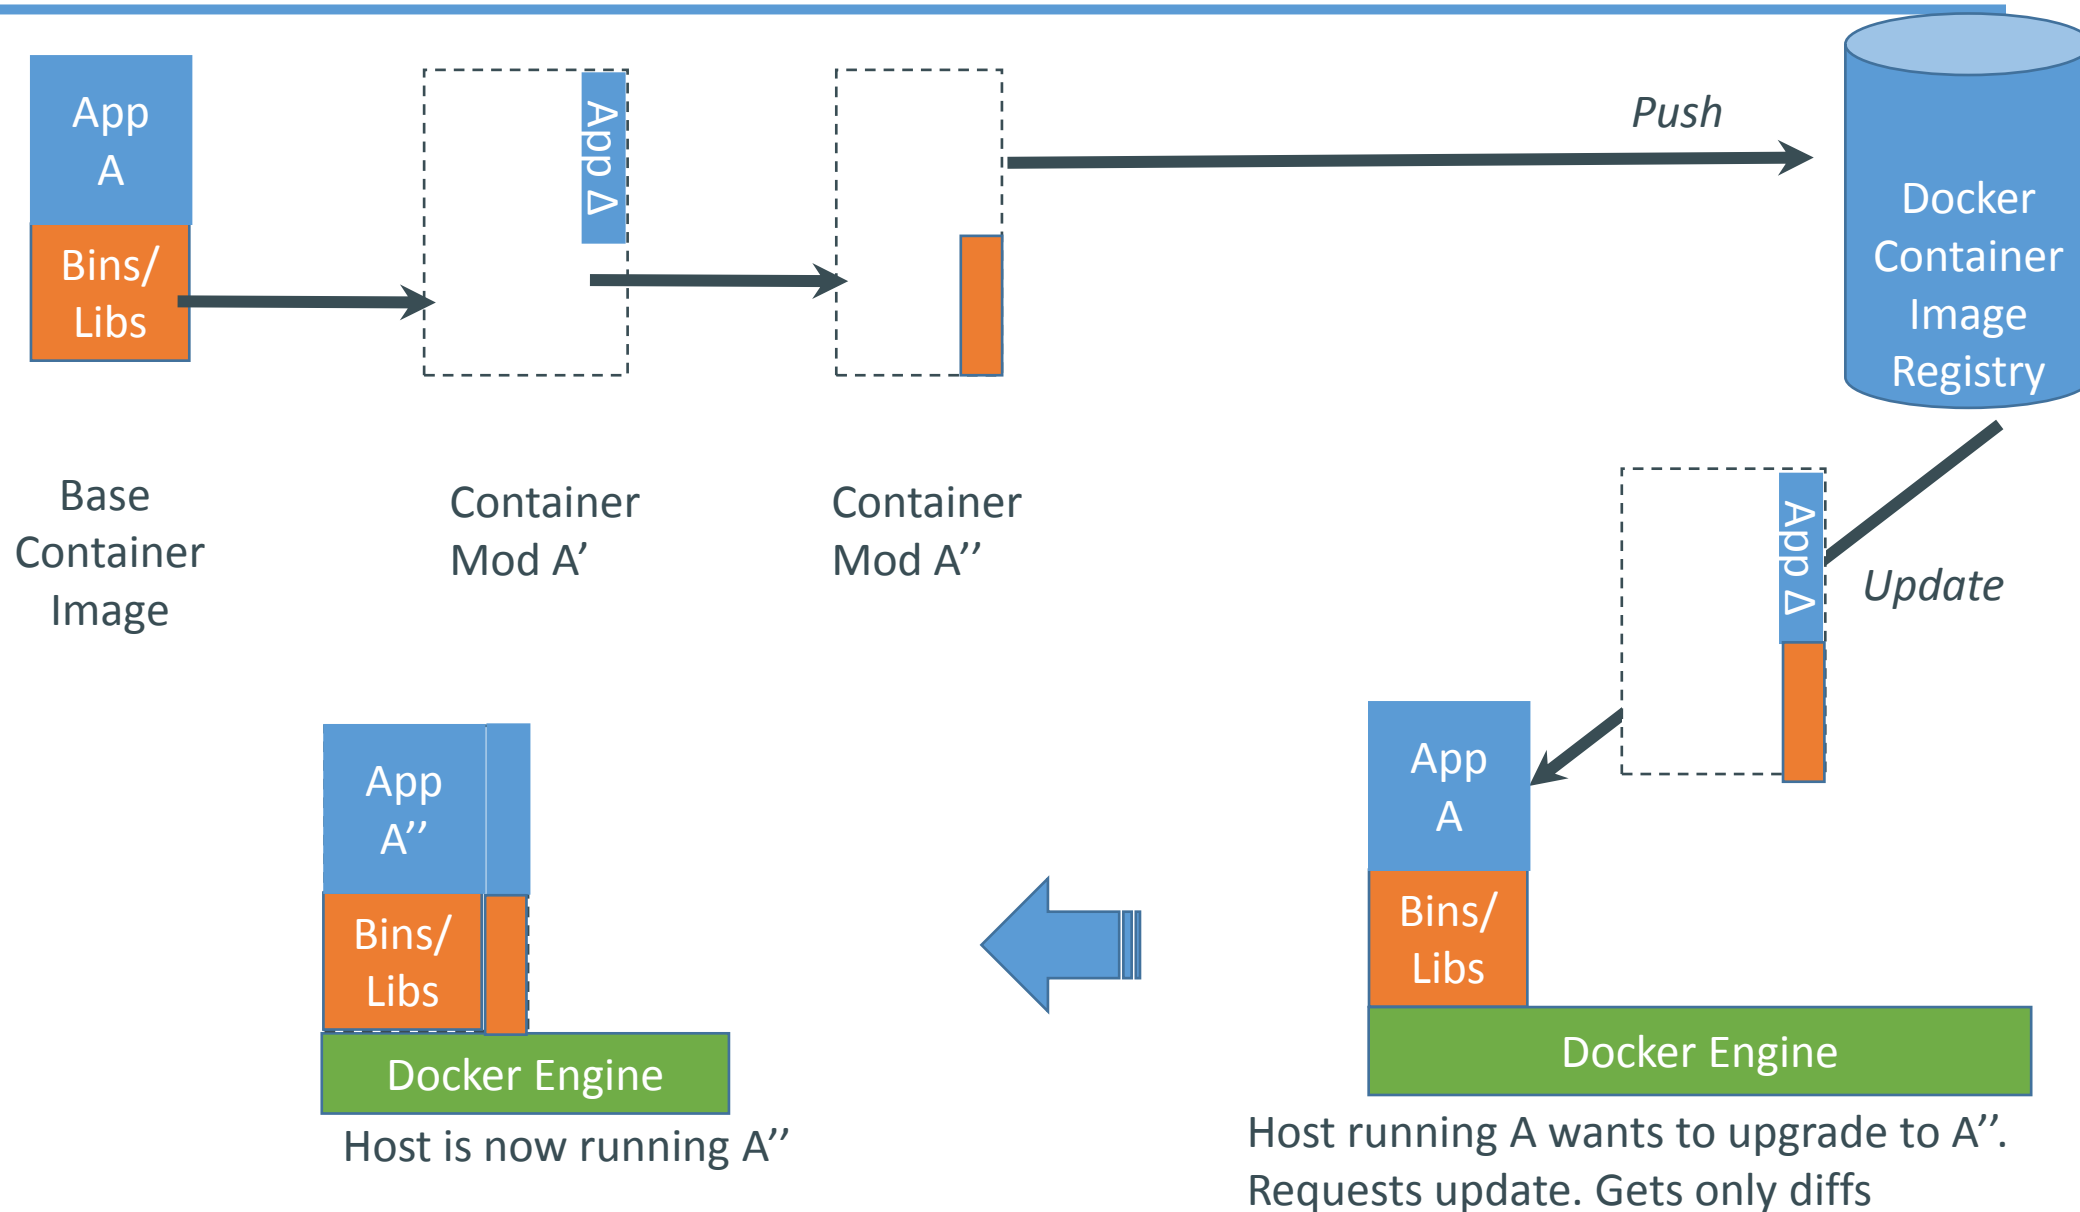 App
A
Bins/
Libs
App Δ
Push
Docker
Container
Image
Registry
Base
Container
Image
Container
Mod A’
Container
Mod A’’
App Δ
Update
App
A
Bins/
Libs
Docker Engine
Host running A wants to upgrade to A’’.
Requests update. Gets only diffs
App
A’’
Bins/
Libs
Docker Engine
Host is now running A’’